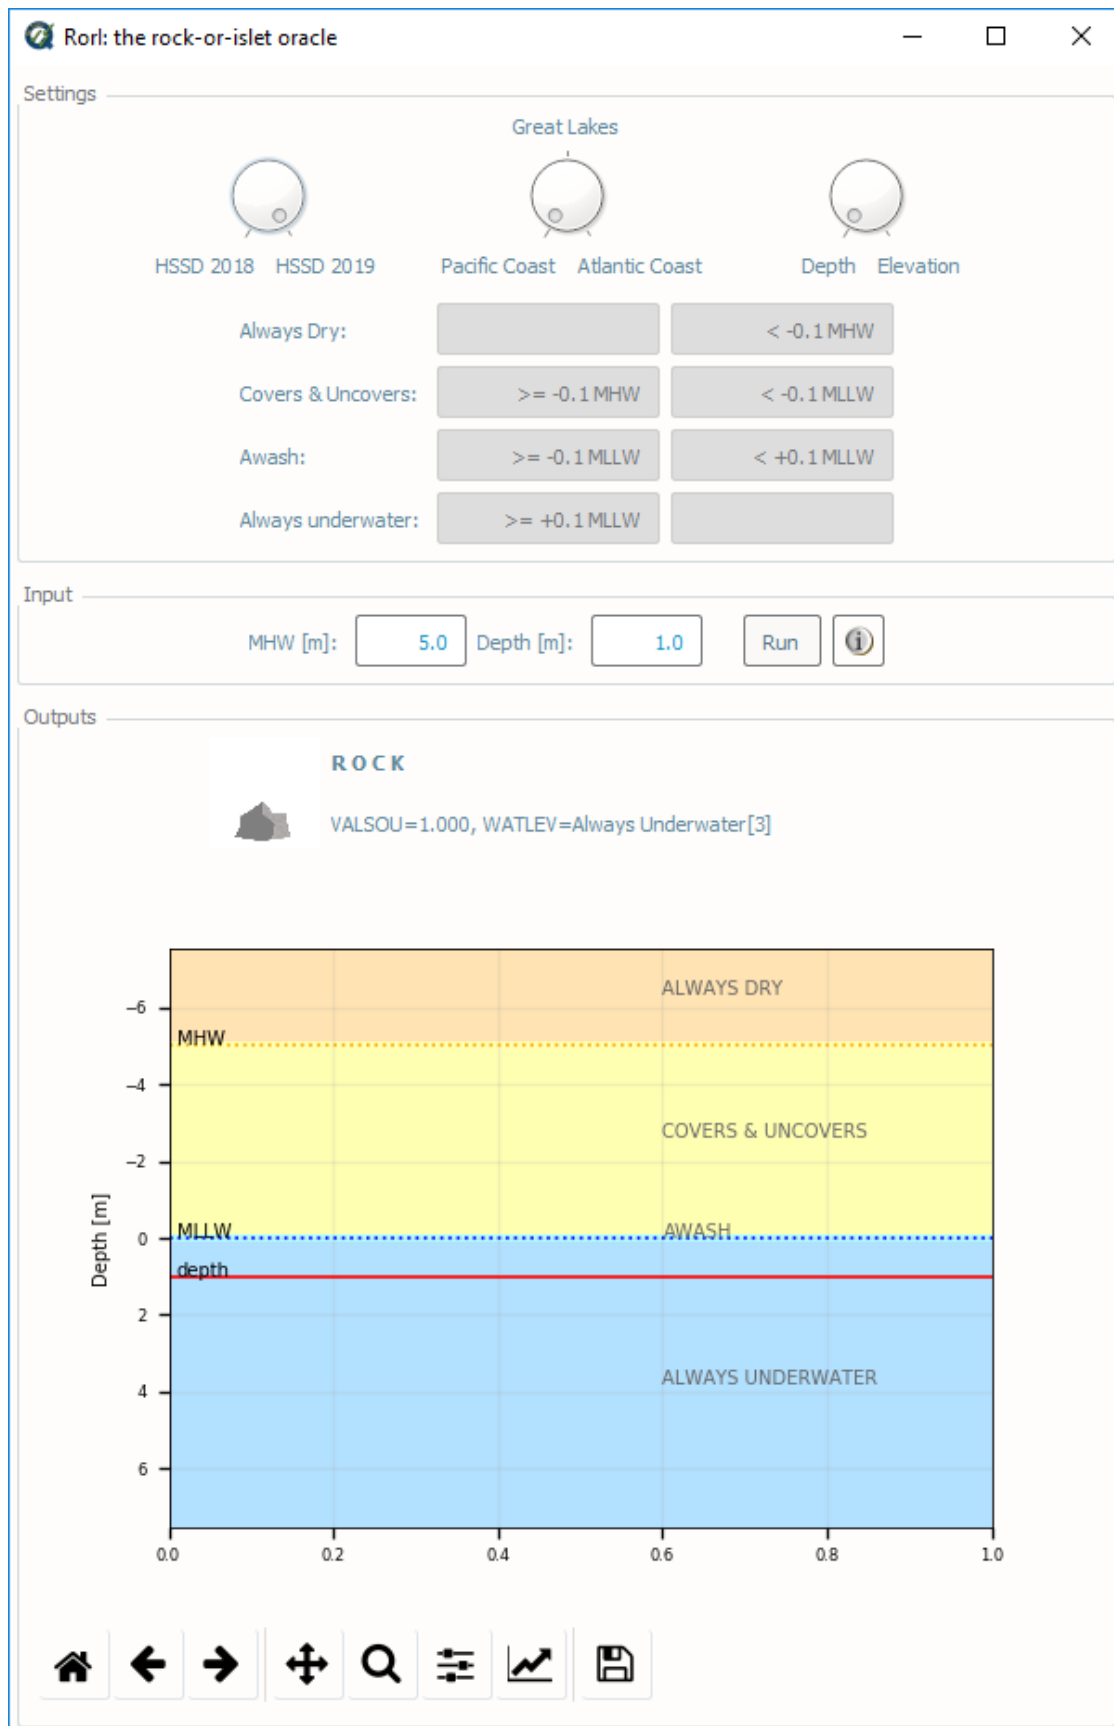 RorI: the rock-or-islet oracle
Settings
Great Lakes
HSSD 2018 HSSD 2019 Pacific Coast Atlantic Coast Depth Elevation
Always Dry: < -0.1 MHW
Covers & Uncovers: >= -0.1 MHW < -0.1 MLLW
Awash: >= -0.1 MLLW < +0.1 MLLW
Always underwater: >= +0.1 MLLW
Input
MHW [m]: 5.0 Depth [m]: 1.0 Run
Outputs
ROCK
VALSOU=1.000, WATLEV=Always Underwater[3]
ALWAYS DRY
−6
MHW
−4
COVERS & UNCOVERS
−2
Depth [m]
MLLW AWASH
0
depth
2
ALWAYS UNDERWATER
4
6
0.0 0.2 0.4 0.6 0.8 1.0